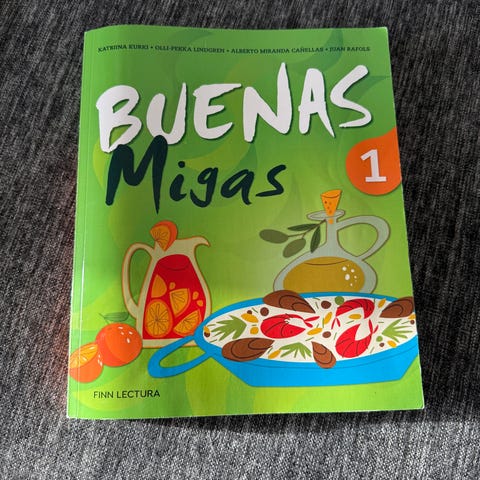 KATRIINA KURKI • OLLI-PEKKA LINDGREN • ALBERTO MIRANDA CAÑELLAS • JUAN RAFOLS
BUENAS
Migas
1
FINN LECTURA